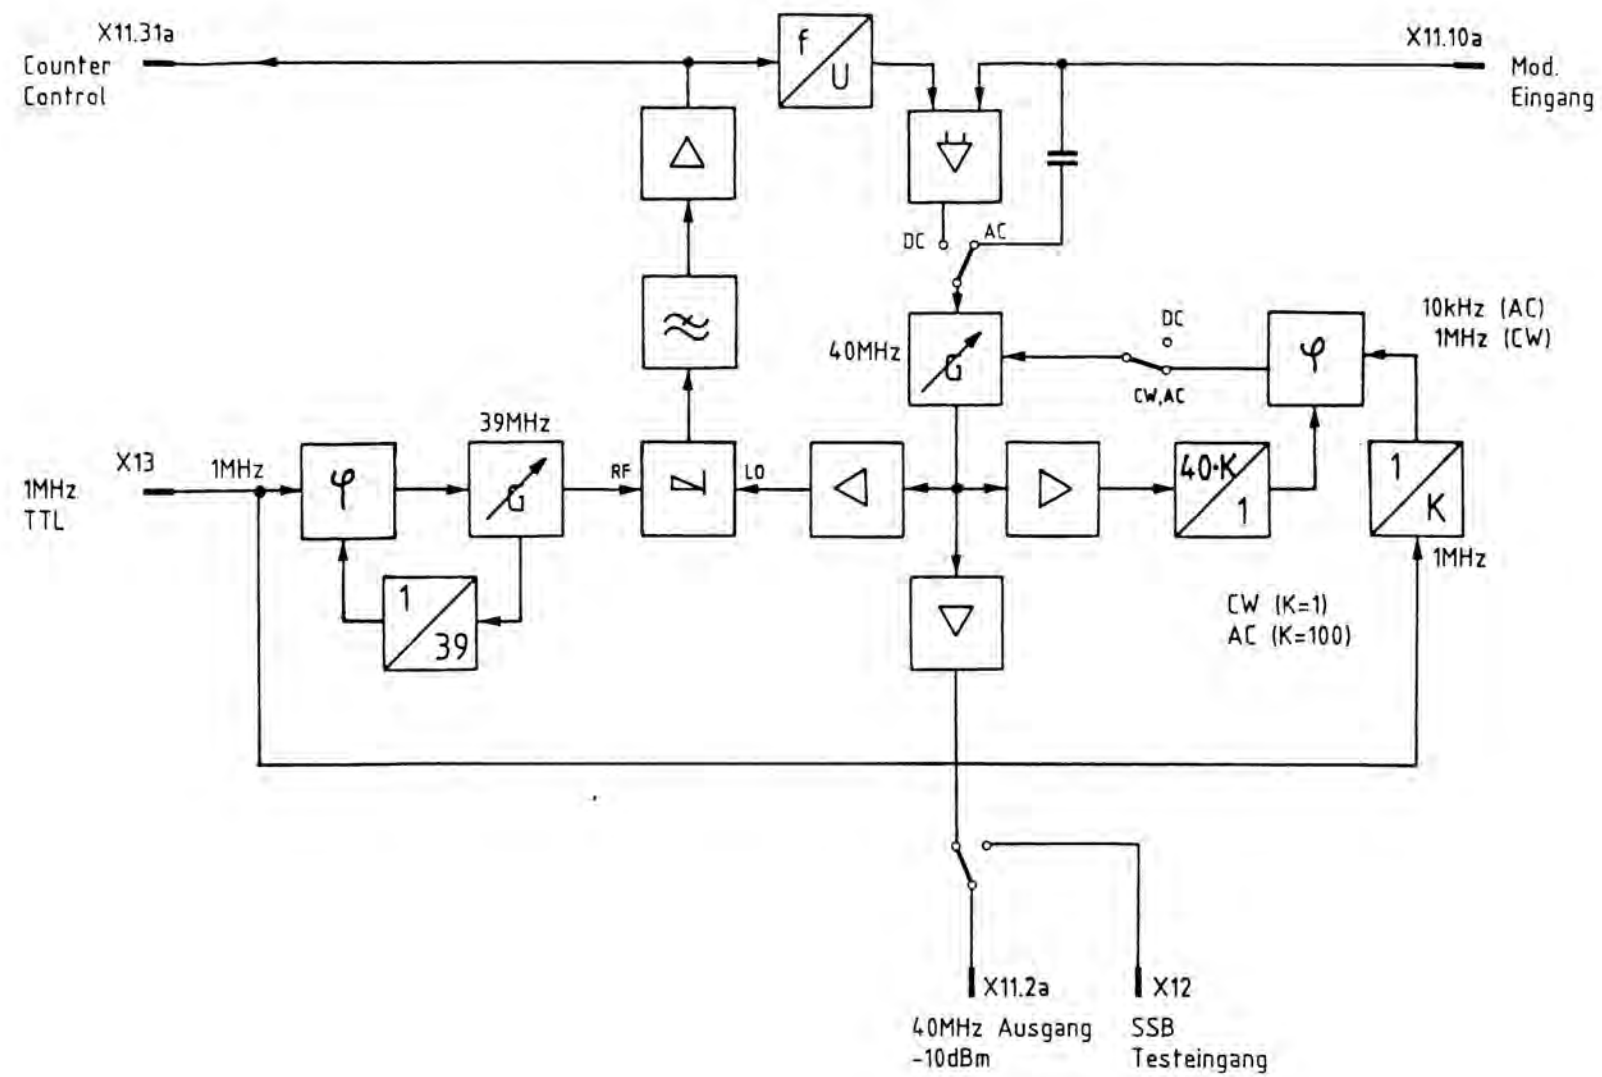 X11.31a
Counter
Control
f
U
X11.10a
Mod.
Eingang
DC
AC
40MHz
G
DC
CW,AC
φ
10kHz (AC)
1MHz (CW)
39MHz
X13
1MHz
1MHz
TTL
φ
G
RF
LO
40·K
1
1
K
1MHz
1
39
CW (K=1)
AC (K=100)
X11.2a
X12
40MHz Ausgang
-10dBm
SSB
Testeingang